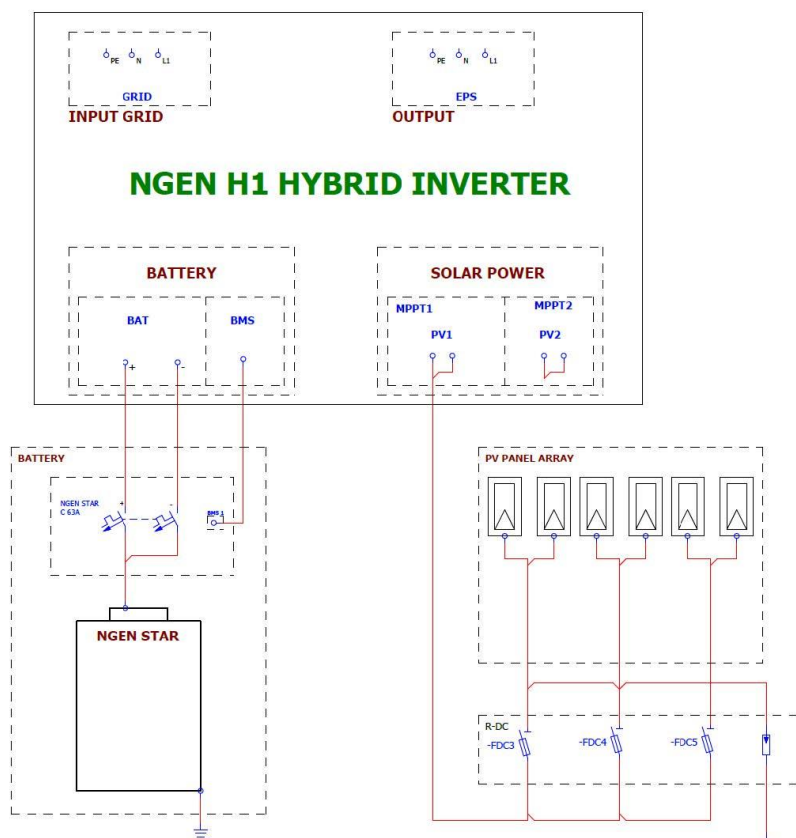 PE N L1
GRID
INPUT GRID
PE N L1
EPS
OUTPUT
NGEN H1 HYBRID INVERTER
BATTERY
BAT
BMS
+ -
SOLAR POWER
MPPT1
PV1
MPPT2
PV2
BATTERY
NGEN STAR
C 63A
+ -
BMS 1
NGEN STAR
PV PANEL ARRAY
R-DC
-FDC3
-FDC4
-FDC5